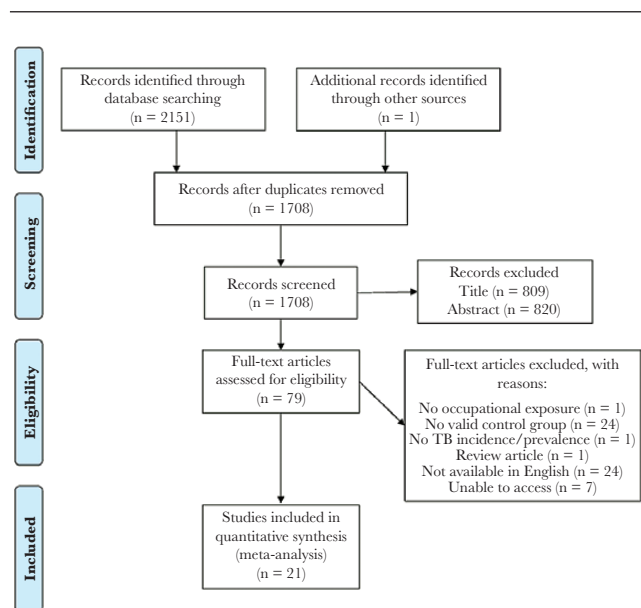 Identification
Records identified through
database searching
(n = 2151)
Additional records identified
through other sources
(n = 1)
Records after duplicates removed
(n = 1708)
Screening
Records screened
(n = 1708)
Records excluded
Title (n = 809)
Abstract (n = 820)
Eligibility
Full-text articles
assessed for eligibility
(n = 79)
Full-text articles excluded, with
reasons:
No occupational exposure (n = 1)
No valid control group (n = 24)
No TB incidence/prevalence (n = 1)
Review article (n = 1)
Not available in English (n = 24)
Unable to access (n = 7)
Included
Studies included in
quantitative synthesis
(meta-analysis)
(n = 21)